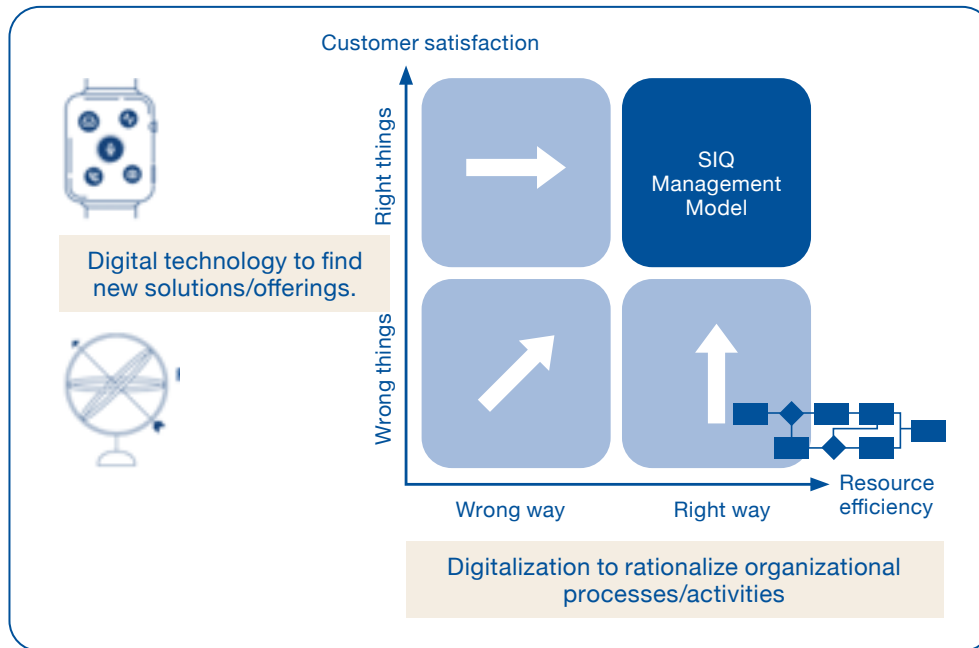 Customer satisfaction
Right things
SIQ
Management
Model
Digital technology to find
new solutions/offerings.
Wrong things
Resource
efficiency
Wrong way
Right way
Digitalization to rationalize organizational
processes/activities